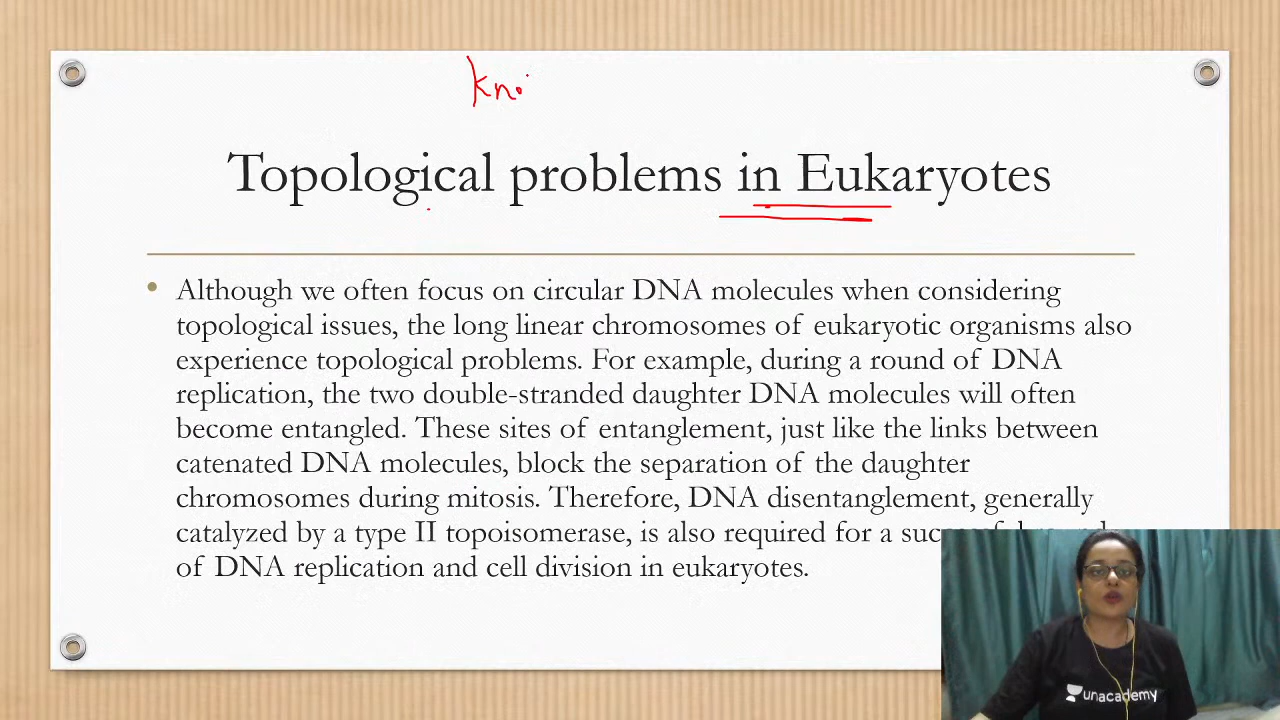 kno
Topological problems in Eukaryotes
• Although we often focus on circular DNA molecules when considering
topological issues, the long linear chromosomes of eukaryotic organisms also
experience topological problems. For example, during a round of DNA
replication, the two double-stranded daughter DNA molecules will often
become entangled. These sites of entanglement, just like the links between
catenated DNA molecules, block the separation of the daughter
chromosomes during mitosis. Therefore, DNA disentanglement, generally
catalyzed by a type II topoisomerase, is also required for a
of DNA replication and cell division in eukaryotes.
unacademy